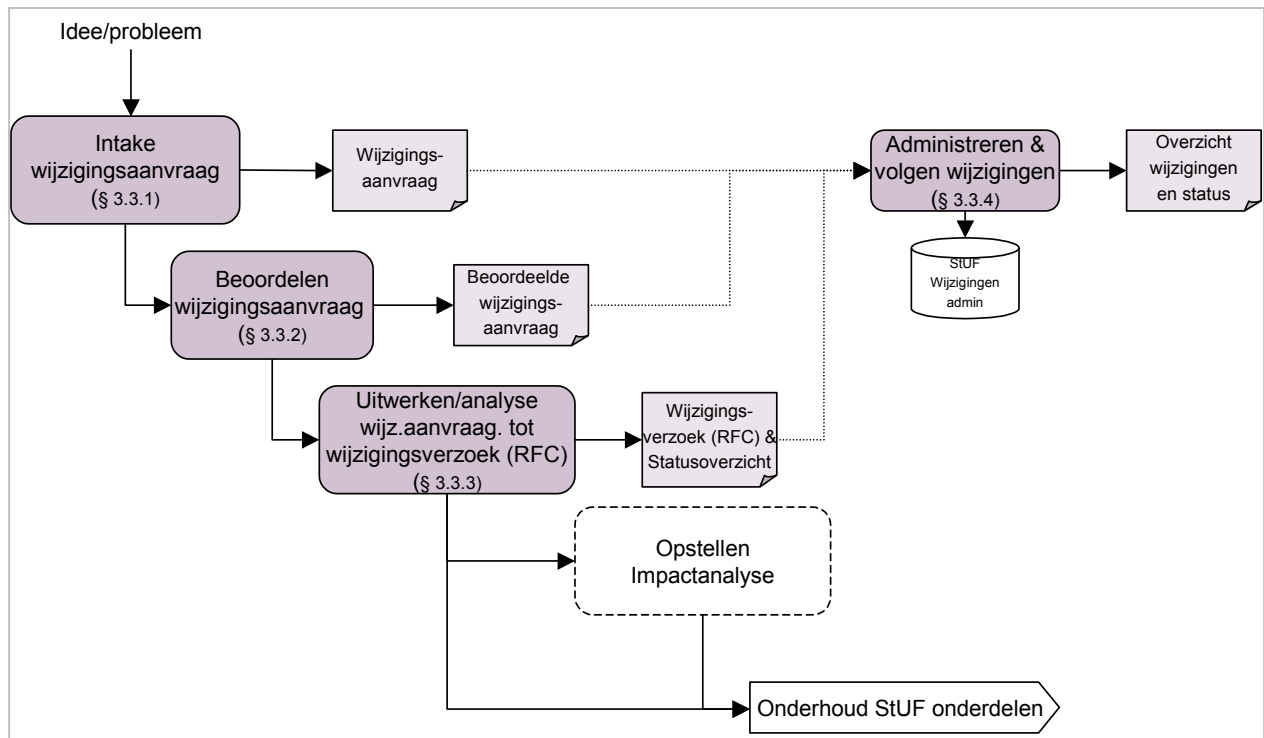 Idee/probleem
Intake
wijzigingsaanvraag
(§ 3.3.1)
Wijzigings-
aanvraag
Administreren &
volgen wijzigingen
(§ 3.3.4)
Overzicht
wijzigingen
en status
StUF
Wijzigingen
admin
Beoordelen
wijzigingsaanvraag
(§ 3.3.2)
Beoordeelde
wijzigings-
aanvraag
Uitwerken/analyse
wijz.aanvraag. tot
wijzigingsverzoek (RFC)
(§ 3.3.3)
Wijzigings-
verzoek (RFC) &
Statusoverzicht
Opstellen
Impactanalyse
Onderhoud StUF onderdelen